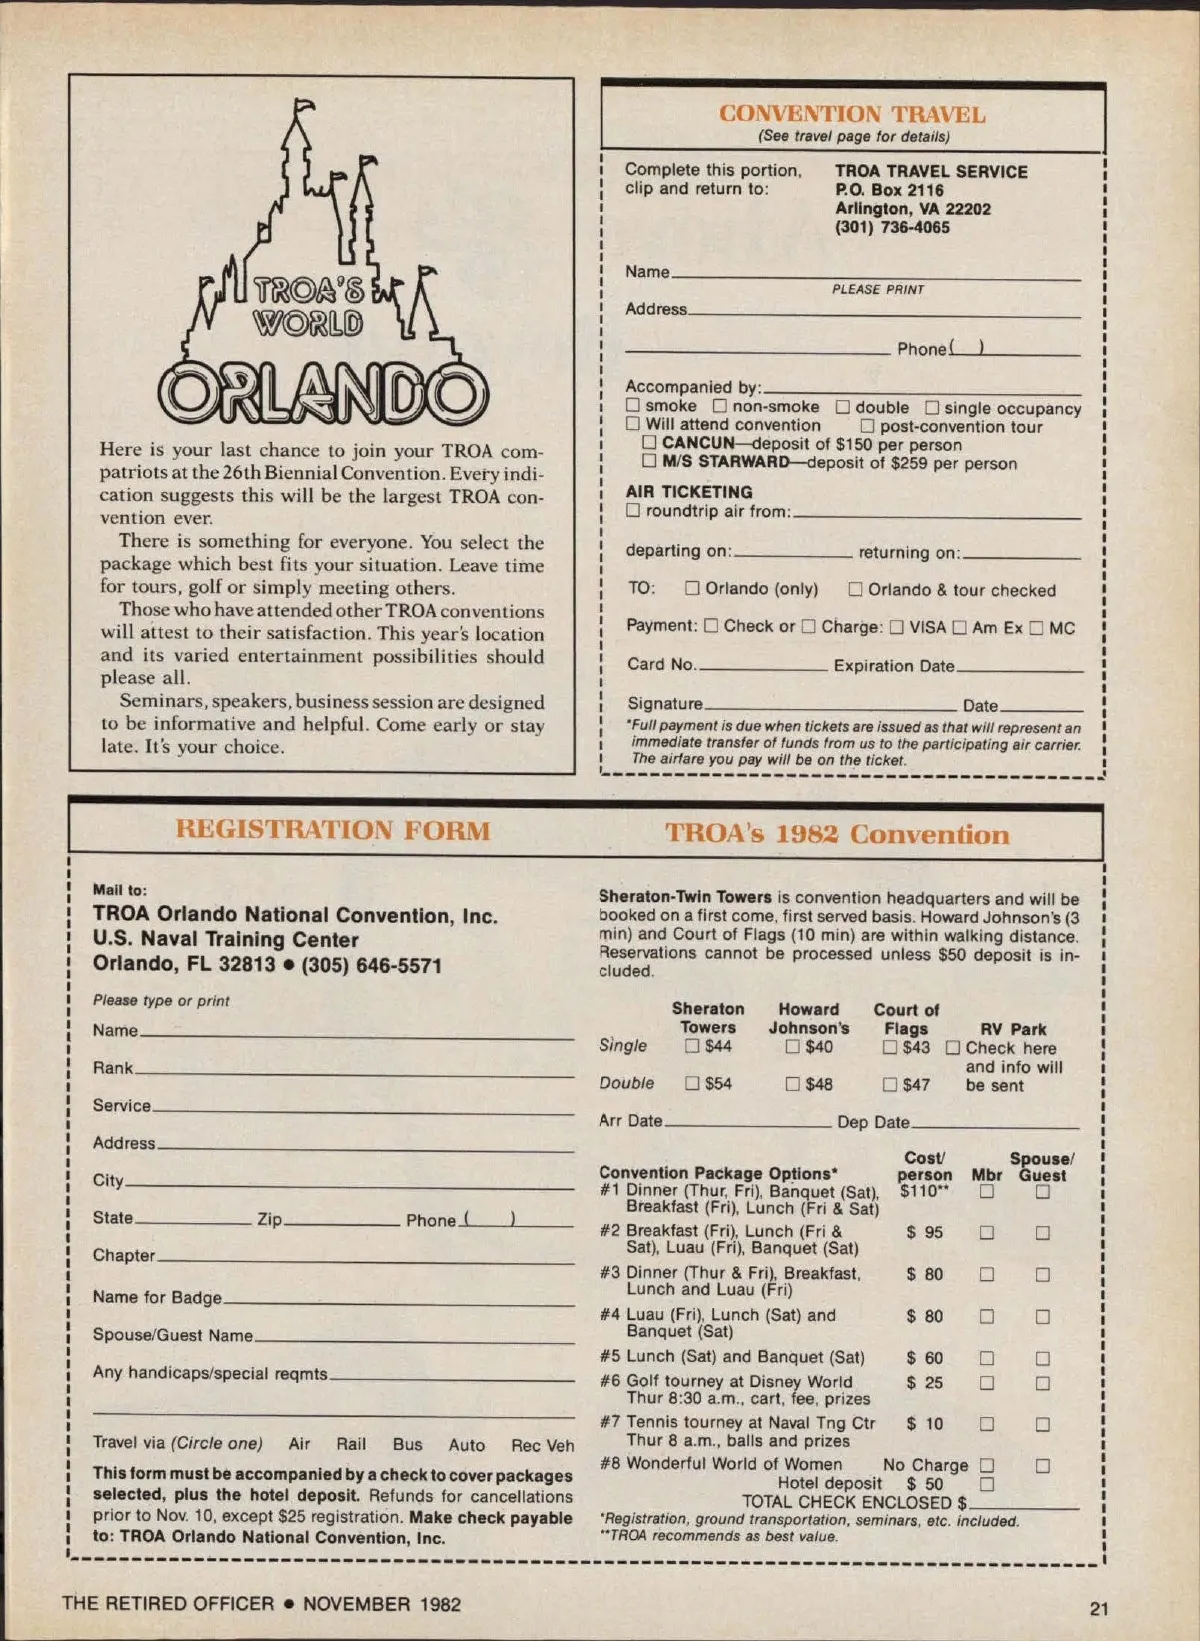 TROA'S
WORLD
ORLANDO
Here is your last chance to join your TROA com-
patriots at the 26th Biennial Convention. Every indi-
cation suggests this will be the largest TROA con-
vention ever.
There is something for everyone. You select the
package which best fits your situation. Leave time
for tours, golf or simply meeting others.
Those who have attended other TROA conventions
will attest to their satisfaction. This year's location
and its varied entertainment possibilities should
please all.
Seminars, speakers, business session are designed
to be informative and helpful. Come early or stay
late. It's your choice.
CONVENTION TRAVEL
(See travel page for details)
Complete this portion,
clip and return to:
TROA TRAVEL SERVICE
P.O. Box 2116
Arlington, VA 22202
(301) 736-4065
Name
PLEASE PRINT
Address
Phone ( )
Accompanied by:
☐ smoke ☐ non-smoke ☐ double ☐ single occupancy
☐ Will attend convention ☐ post-convention tour
☐ CANCUN—deposit of $150 per person
☐ M/S STARWARD—deposit of $259 per person
AIR TICKETING
☐ roundtrip air from:
departing on: returning on:
TO: ☐ Orlando (only) ☐ Orlando & tour checked
Payment: ☐ Check or ☐ Charge: ☐ VISA ☐ Am Ex ☐ MC
Card No. Expiration Date
Signature Date
*Full payment is due when tickets are issued as that will represent an
immediate transfer of funds from us to the participating air carrier.
The airfare you pay will be on the ticket.
REGISTRATION FORM TROA's 1982 Convention
Mail to:
TROA Orlando National Convention, Inc.
U.S. Naval Training Center
Orlando, FL 32813 • (305) 646-5571
Please type or print
Name
Rank
Service
Address
City
State Zip Phone ( )
Chapter
Name for Badge
Spouse/Guest Name
Any handicaps/special reqmts
Travel via (Circle one) Air Rail Bus Auto Rec Veh
This form must be accompanied by a check to cover packages
selected, plus the hotel deposit. Refunds for cancellations
prior to Nov. 10, except $25 registration. Make check payable
to: TROA Orlando National Convention, Inc.
Sheraton-Twin Towers is convention headquarters and will be
booked on a first come, first served basis. Howard Johnson's (3
min) and Court of Flags (10 min) are within walking distance.
Reservations cannot be processed unless $50 deposit is in-
cluded.
Sheraton Howard Court of
Towers Johnson's Flags RV Park
Single ☐ $44 ☐ $40 ☐ $43 ☐ Check here
and info will
Double ☐ $54 ☐ $48 ☐ $47 be sent
Arr Date Dep Date
Cost/ Spouse/
Convention Package Options* person Mbr Guest
#1 Dinner (Thur, Fri), Banquet (Sat), $110** ☐ ☐
Breakfast (Fri), Lunch (Fri & Sat)
#2 Breakfast (Fri), Lunch (Fri & $ 95 ☐ ☐
Sat), Luau (Fri), Banquet (Sat)
#3 Dinner (Thur & Fri), Breakfast, $ 80 ☐ ☐
Lunch and Luau (Fri)
#4 Luau (Fri), Lunch (Sat) and $ 80 ☐ ☐
Banquet (Sat)
#5 Lunch (Sat) and Banquet (Sat) $ 60 ☐ ☐
#6 Golf tourney at Disney World $ 25 ☐ ☐
Thur 8:30 a.m., cart, fee, prizes
#7 Tennis tourney at Naval Tng Ctr $ 10 ☐ ☐
Thur 8 a.m., balls and prizes
#8 Wonderful World of Women No Charge ☐ ☐
Hotel deposit $ 50 ☐
TOTAL CHECK ENCLOSED $
*Registration, ground transportation, seminars, etc. included.
**TROA recommends as best value.
THE RETIRED OFFICER • NOVEMBER 1982
21